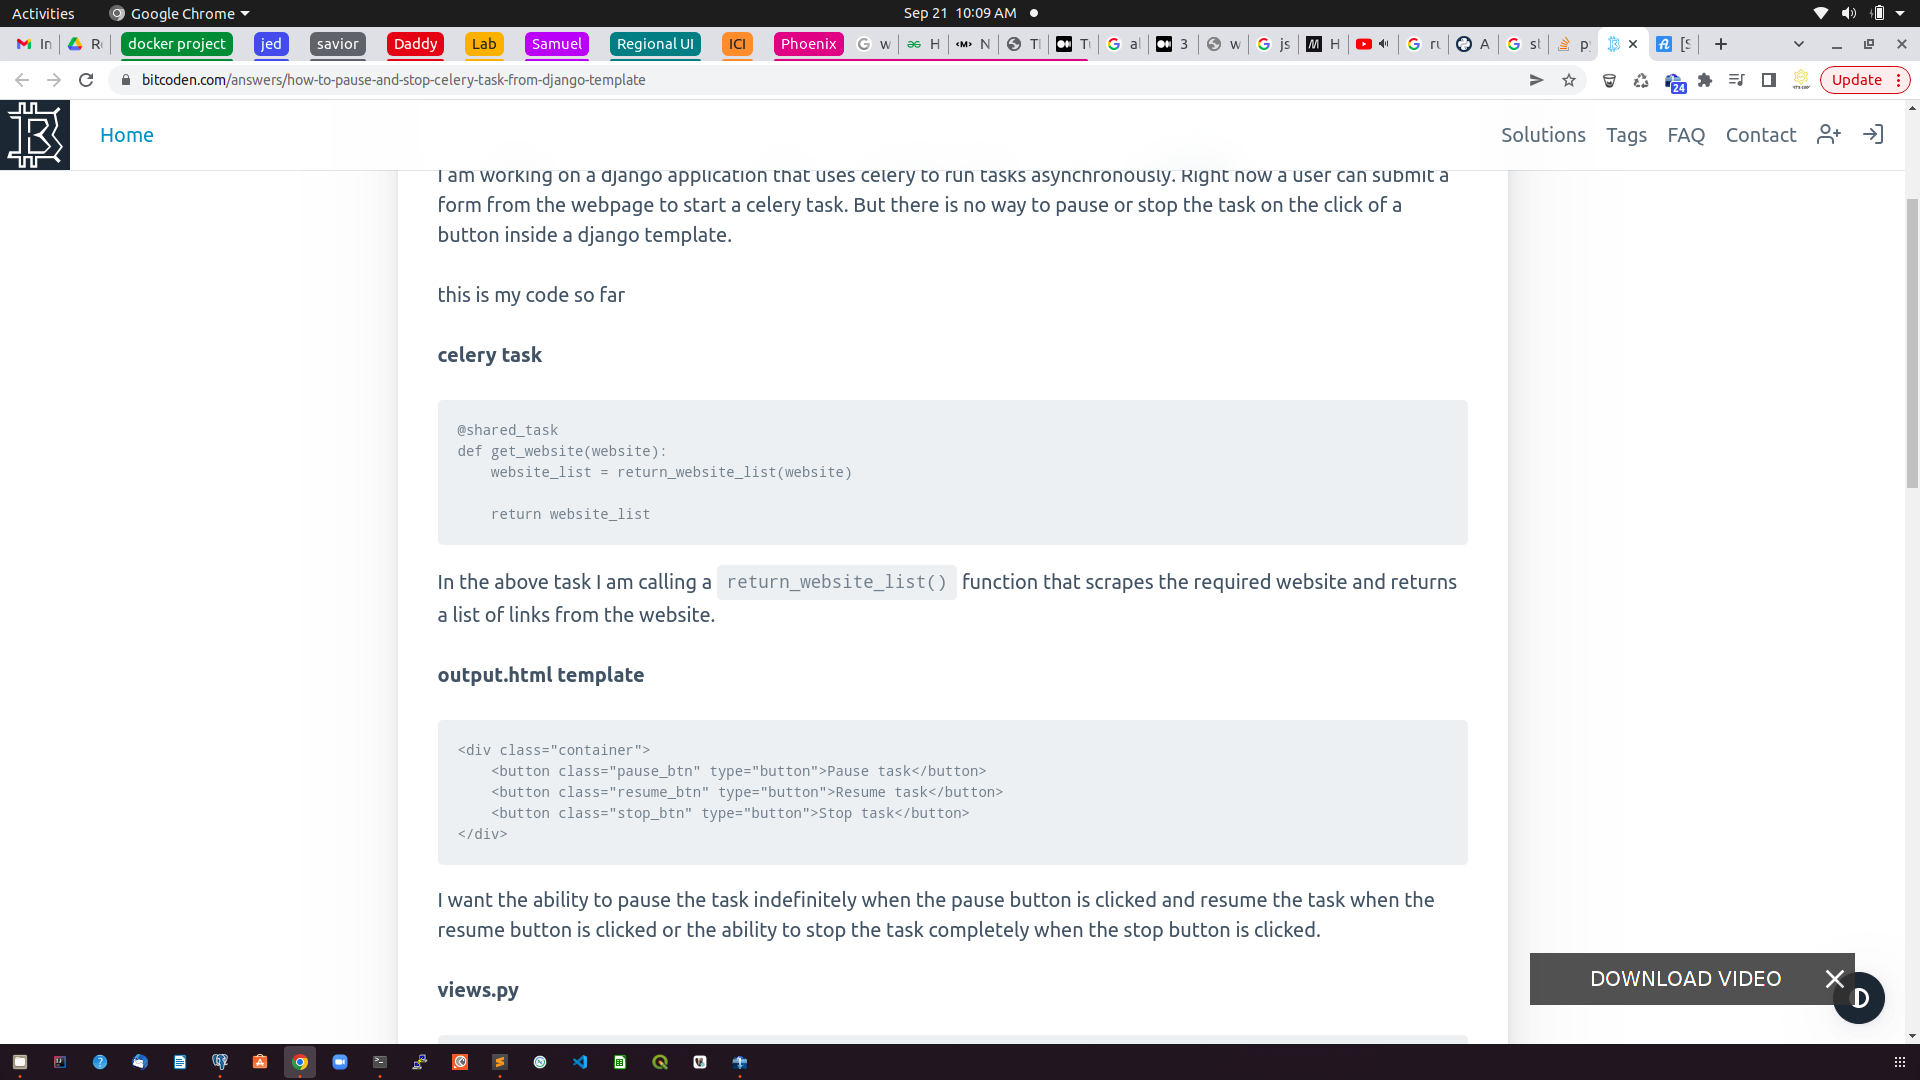 Activities
Google Chrome
Sep 21 10:09 AM
In
docker project
jed
savior
Daddy
Lab
Samuel
Regional UI
ICI
Phoenix
w
H
N
al
3
w
js
H
A
[S
bitcoden.com/answers/how-to-pause-and-stop-celery-task-from-django-template
24
Update
Home
Solutions
Tags
FAQ
Contact
I am working on a django application that uses celery to run tasks asynchronously. Right now a user can submit a
form from the webpage to start a celery task. But there is no way to pause or stop the task on the click of a
button inside a django template.
this is my code so far
celery task
@shared_task
def get_website(website):
    website_list = return_website_list(website)
    return website_list
In the above task I am calling a return_website_list() function that scrapes the required website and returns
a list of links from the website.
output.html template
<div class="container">
    <button class="pause_btn" type="button">Pause task</button>
    <button class="resume_btn" type="button">Resume task</button>
    <button class="stop_btn" type="button">Stop task</button>
</div>
I want the ability to pause the task indefinitely when the pause button is clicked and resume the task when the
resume button is clicked or the ability to stop the task completely when the stop button is clicked.
views.py
DOWNLOAD VIDEO